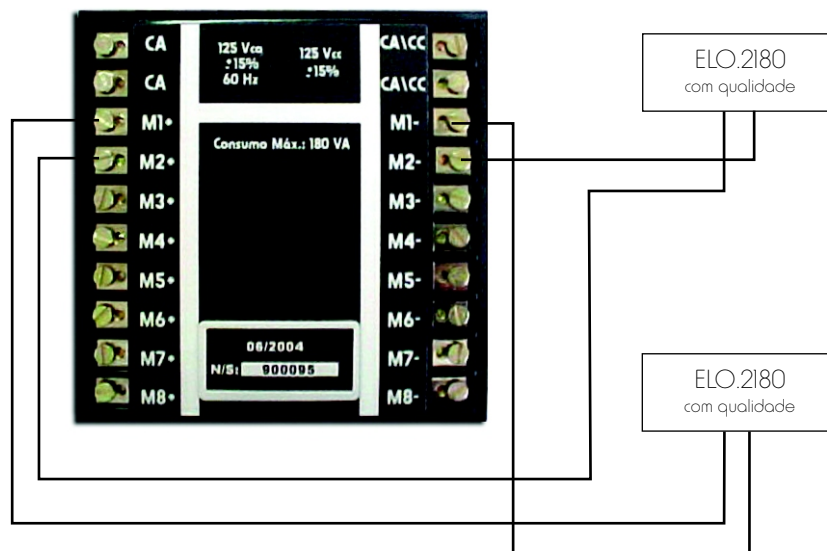 CA
CA
M1+
M2+
M3+
M4+
M5+
M6+
M7+
M8+
125 Vca
±15%
60 Hz
125 Vcc
±15%
Consumo Máx.: 180 VA
06/2004
N/S: 900095
CA\CC
CA\CC
M1-
M2-
M3-
M4-
M5-
M6-
M7-
M8-
ELO.2180
com qualidade
ELO.2180
com qualidade